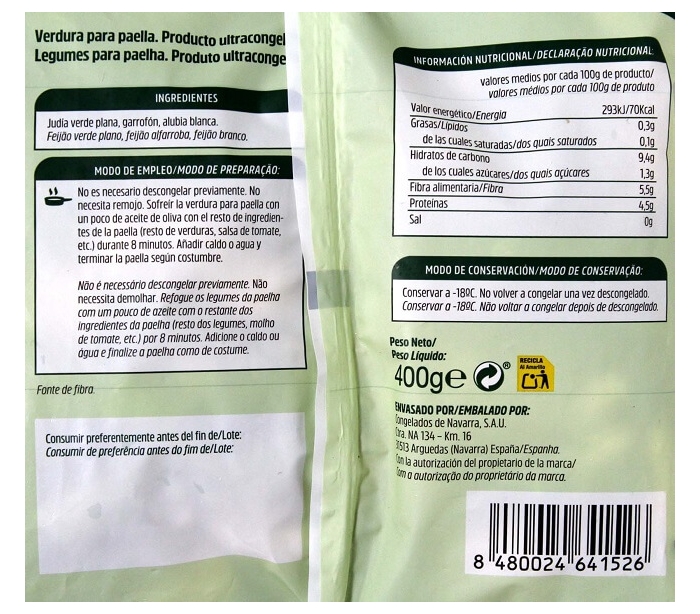 Verdura para paella. Producto ultracongel
Legumes para paelha. Produto ultraconge
INGREDIENTES
Judía verde plana, garrofón, alubia blanca.
Feijão verde plano, feijão alfarroba, feijão branco.
MODO DE EMPLEO/MODO DE PREPARAÇÃO:
No es necesario descongelar previamente. No
necesita remojo. Sofreír la verdura para paella con
un poco de aceite de oliva con el resto de ingredien-
tes de la paella (resto de verduras, salsa de tomate,
etc.) durante 8 minutos. Añadir caldo o agua y
terminar la paella según costumbre.
Não é necessário descongelar previamente. Não
necessita demolhar. Refogue os legumes da paelha
com um pouco de azeite com o restante dos
ingredientes da paelha (resto dos legumes, molho
de tomate, etc.) por 8 minutos. Adicione o caldo ou
água e finalize a paelha como de costume.
Fonte de fibra.
Consumir preferentemente antes del fin de/Lote:
Consumir de preferência antes do fim de/Lote:
INFORMACIÓN NUTRICIONAL/DECLARAÇÃO NUTRICIONAL:
valores medios por cada 100g de producto/
valores médios por cada 100g de produto
Valor energético/Energia 293kJ/70Kcal
Grasas/Lípidos 0,3g
de las cuales saturadas/dos quais saturados 0,1g
Hidratos de carbono 9,4g
de los cuales azúcares/dos quais açúcares 1,3g
Fibra alimentaria/Fibra 5,5g
Proteínas 4,5g
Sal 0g
MODO DE CONSERVACIÓN/MODO DE CONSERVAÇÃO:
Conservar a -18ºC. No volver a congelar una vez descongelado.
Conservar a -18ºC. Não voltar a congelar depois de descongelado.
Peso Neto/
Peso Líquido:
400g℮ ®
RECICLA
Al Amarillo
ENVASADO POR/EMBALADO POR:
Congelados de Navarra, S.A.U.
Ctra. NA 134 – Km. 16
31513 Arguedas (Navarra) España/Espanha.
Con la autorización del propietario de la marca/
Com a autorização do proprietário da marca.
8 480024 641526